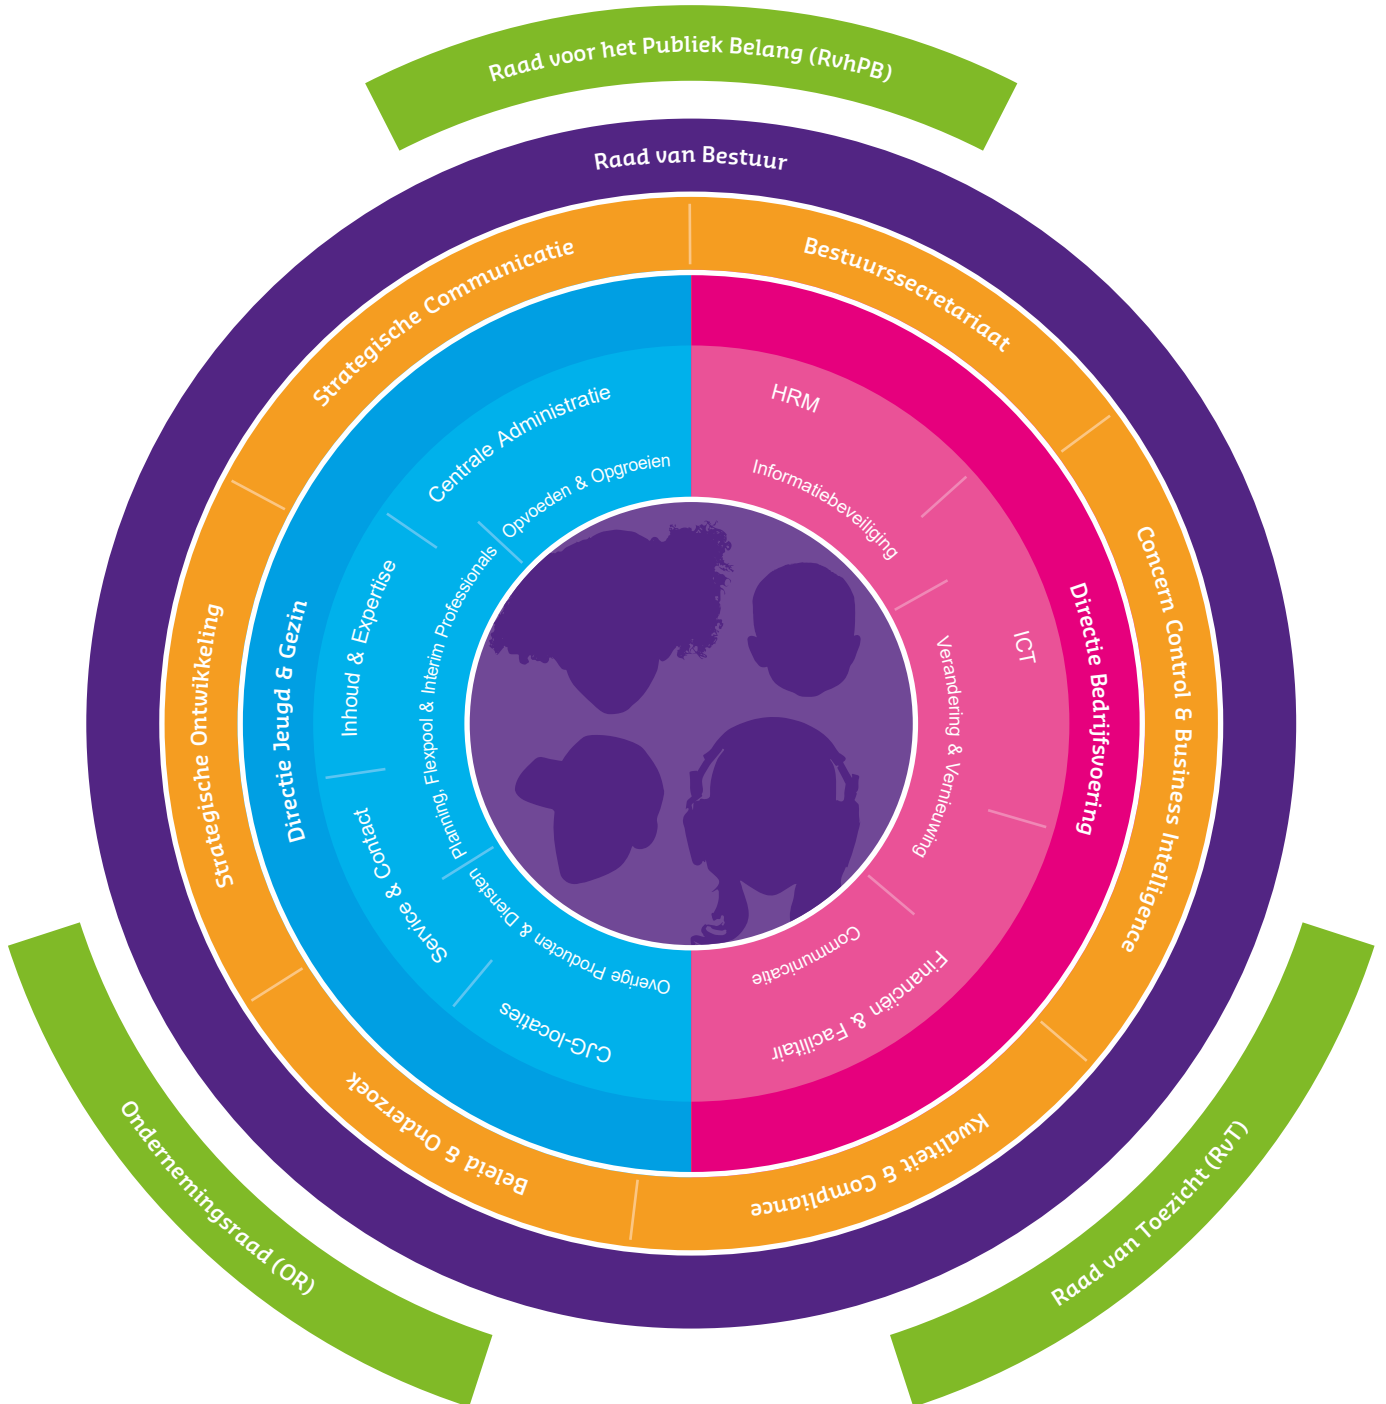 Raad voor het Publiek Belang (RvhPB)
Raad van Bestuur
Strategische Communicatie
Bestuurssecretariaat
Concern Control & Business Intelligence
Kwaliteit & Compliance
Beleid & Onderzoek
Strategische Ontwikkeling
Directie Jeugd & Gezin
Centrale Administratie
Opvoeden & Opgroeien
Inhoud & Expertise
Planning, Flexpool & Interim Professionals
Service & Contact
Overige Producten & Diensten
CJG-locaties
Directie Bedrijfsvoering
HRM
Informatiebeveiliging
ICT
Verandering & Vernieuwing
Communicatie
Financiën & Facilitair
Ondernemingsraad (OR)
Raad van Toezicht (RvT)